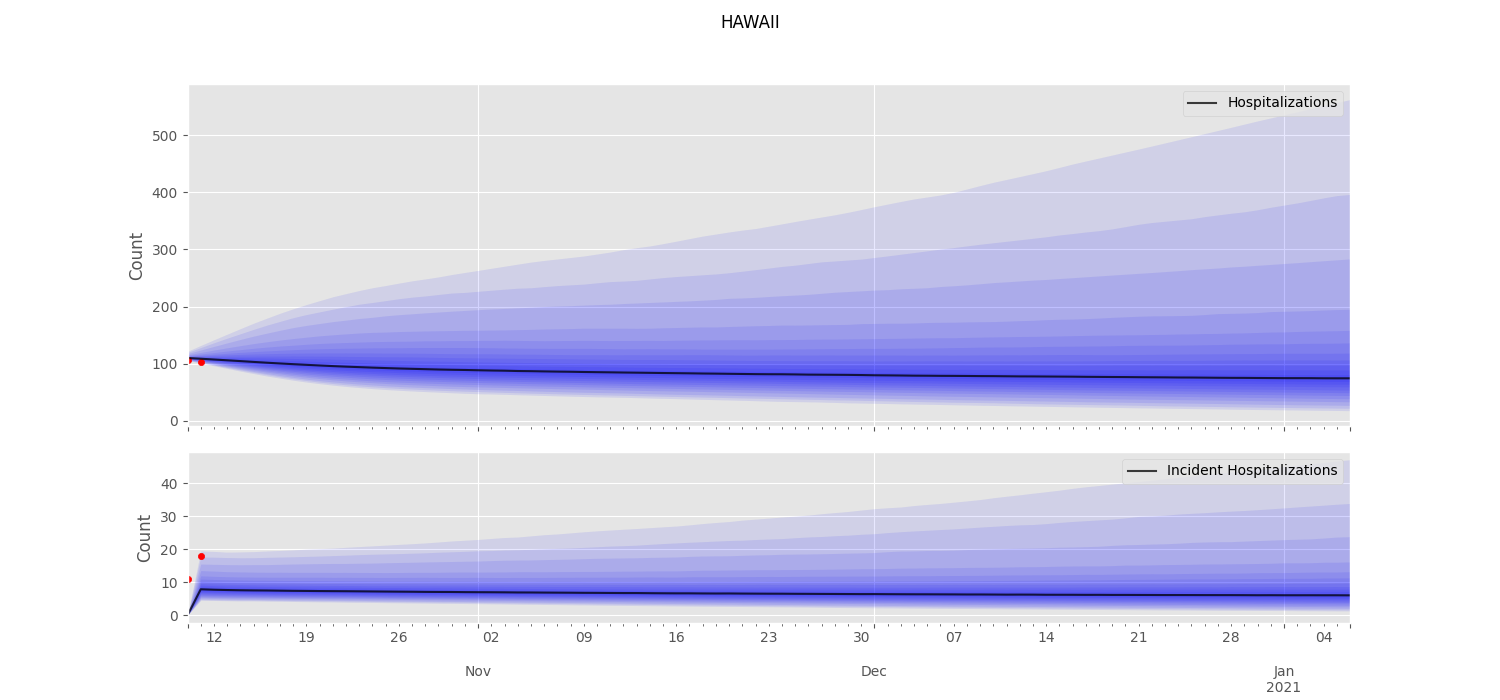 HAWAII
Hospitalizations
500
400
300
200
100
0
Count
Incident Hospitalizations
40
30
20
10
0
Count
12 19 26 02 09 16 23 30 07 14 21 28 04
Nov Dec Jan
2021